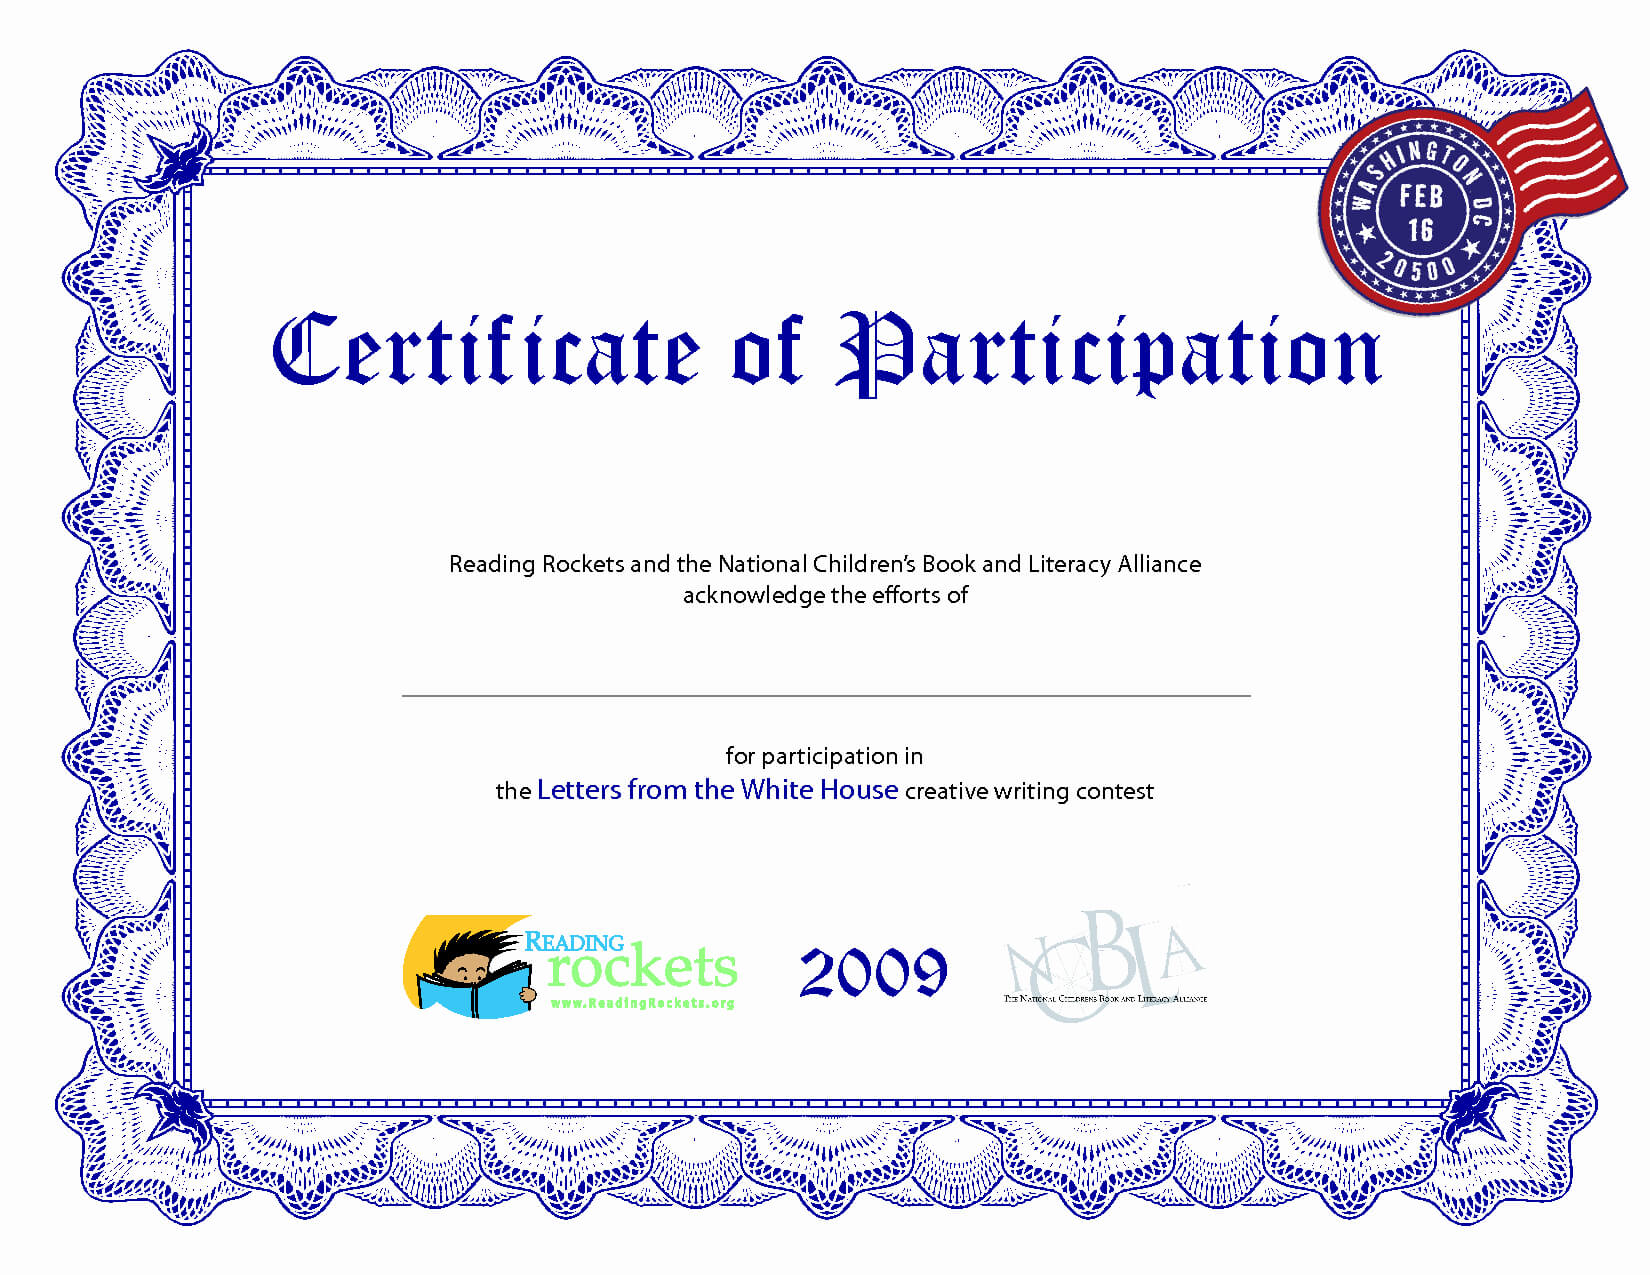 WASHINGTON DC
FEB
16
20500
Certificate of Participation
Reading Rockets and the National Children’s Book and Literacy Alliance
acknowledge the efforts of
for participation in
the Letters from the White House creative writing contest
READING
rockets
www.ReadingRockets.org
2009
NCBLA
THE NATIONAL CHILDRENS BOOK AND LITERACY ALLIANCE